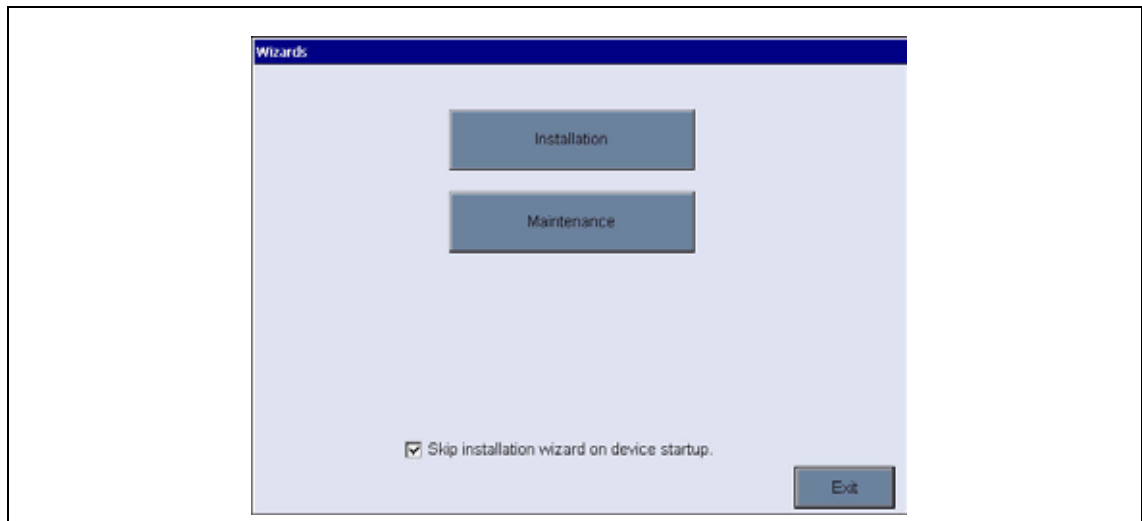 Wizards
Installation
Maintenance
Skip installation wizard on device startup.
Exit